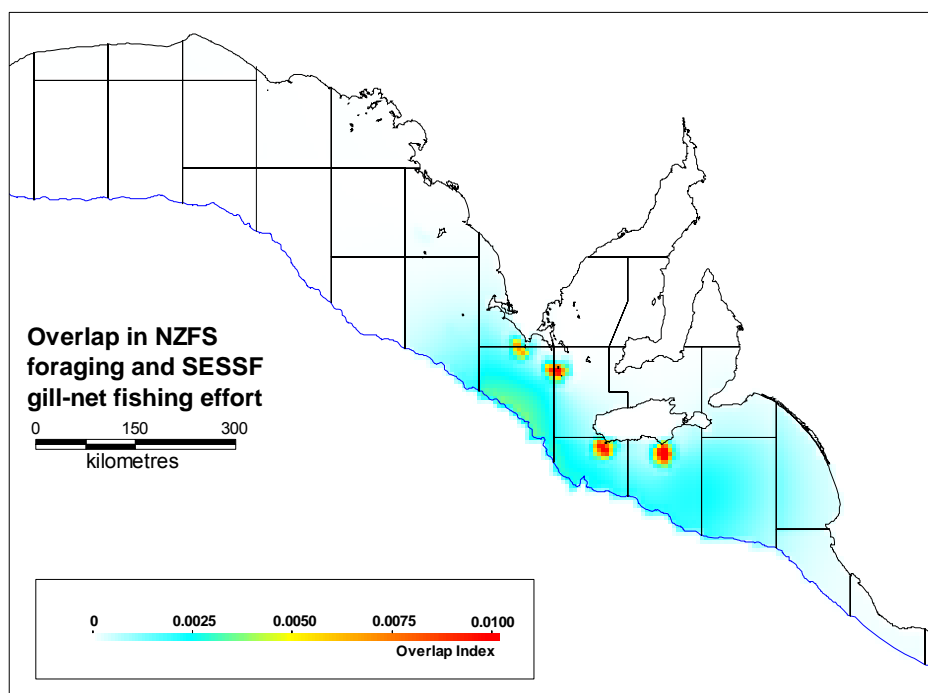 Overlap in NZFS
foraging and SESSF
gill-net fishing effort
0 150 300
kilometres
0 0.0025 0.0050 0.0075 0.0100
Overlap Index